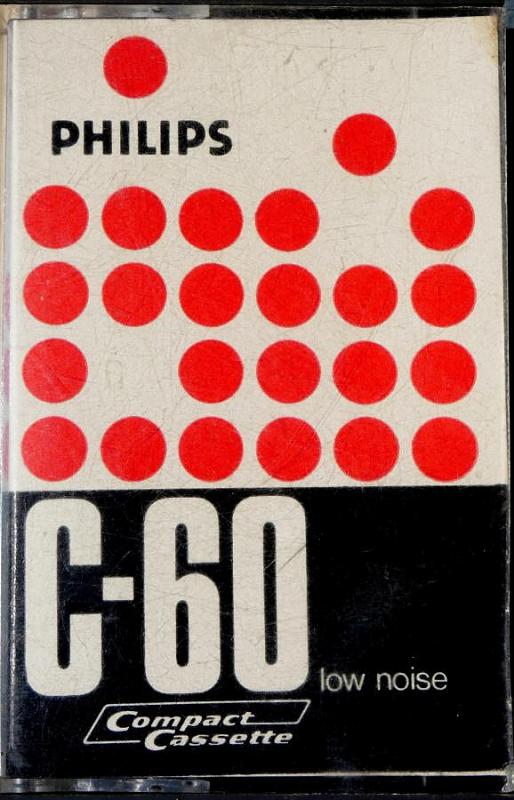 PHILIPS
C-60
low noise
Compact
Cassette